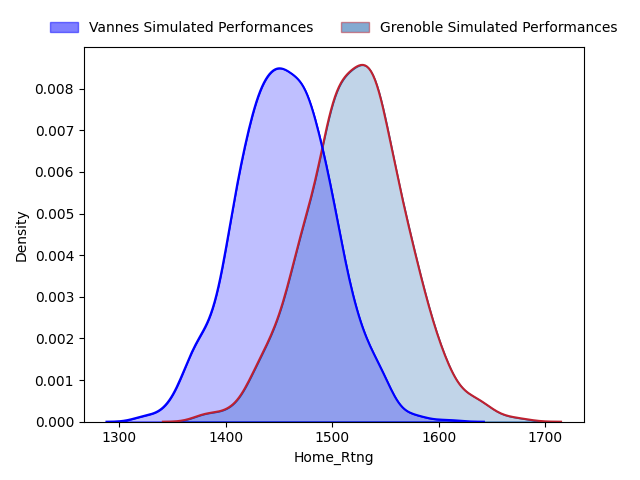 Vannes Simulated Performances
Grenoble Simulated Performances
0.008
0.007
0.006
0.005
0.004
0.003
0.002
0.001
0.000
Density
1300 1400 1500 1600 1700
Home_Rtng